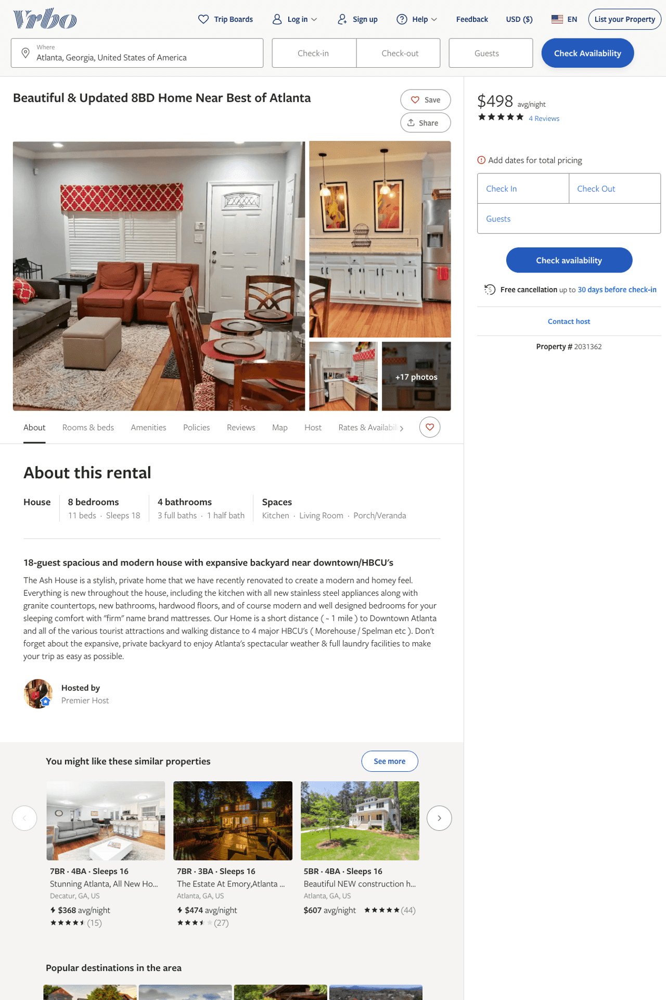 Vrbo
Trip Boards
Log in
Sign up
Help
Feedback
USD ($)
EN
List your Property
Where
Atlanta, Georgia, United States of America
Check-in
Check-out
Guests
Check Availability
Beautiful & Updated 8BD Home Near Best of Atlanta
Save
Share
$498 avg/night
4 Reviews
Add dates for total pricing
Check In
Check Out
Guests
Check availability
Free cancellation up to 30 days before check-in
Contact host
Property # 2031362
+17 photos
About
Rooms & beds
Amenities
Policies
Reviews
Map
Host
Rates & Availabili
About this rental
House
8 bedrooms
11 beds · Sleeps 18
4 bathrooms
3 full baths · 1 half bath
Spaces
Kitchen · Living Room · Porch/Veranda
18-guest spacious and modern house with expansive backyard near downtown/HBCU's
The Ash House is a stylish, private home that we have recently renovated to create a modern and homey feel.
Everything is new throughout the house, including the kitchen with all new stainless steel appliances along with
granite countertops, new bathrooms, hardwood floors, and of course modern and well designed bedrooms for your
sleeping comfort with "firm" name brand mattresses. Our Home is a short distance ( ~ 1 mile ) to Downtown Atlanta
and all of the various tourist attractions and walking distance to 4 major HBCU's ( Morehouse / Spelman etc ). Don't
forget about the expansive, private backyard to enjoy Atlanta's spectacular weather & full laundry facilities to make
your trip as easy as possible.
Hosted by
Premier Host
You might like these similar properties
See more
7BR · 4BA · Sleeps 16
Stunning Atlanta, All New Ho...
Decatur, GA, US
$368 avg/night
(15)
7BR · 3BA · Sleeps 16
The Estate At Emory,Atlanta ...
Atlanta, GA, US
$474 avg/night
(27)
5BR · 4BA · Sleeps 16
Beautiful NEW construction h...
Atlanta, GA, US
$607 avg/night
(44)
Popular destinations in the area